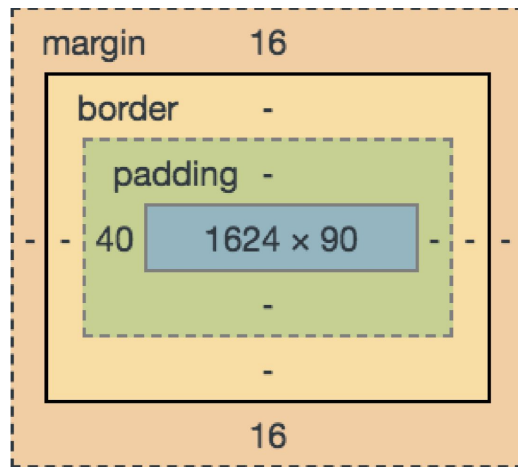 margin 16
border -
padding -
- - 40 1624 × 90 - - -
-
-
16